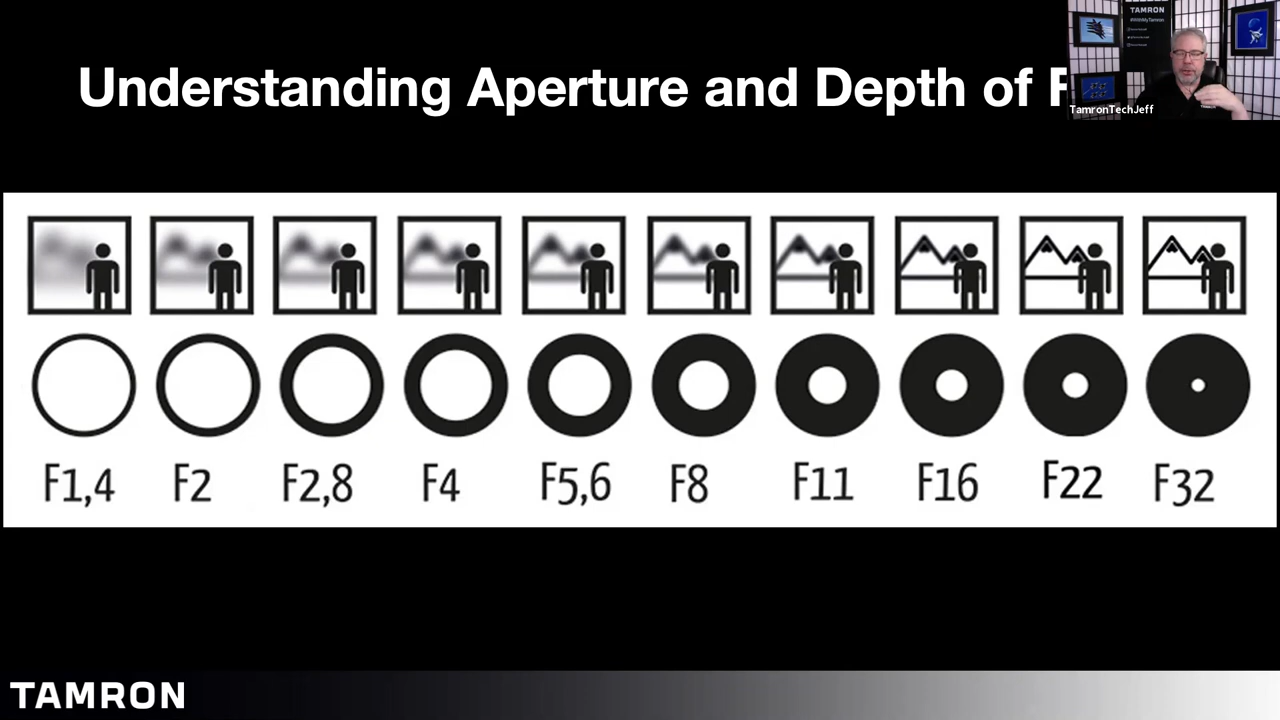 Understanding Aperture and Depth of F
TAMRON
TamronTechJeff
F1,4 F2 F2,8 F4 F5,6 F8 F11 F16 F22 F32
TAMRON